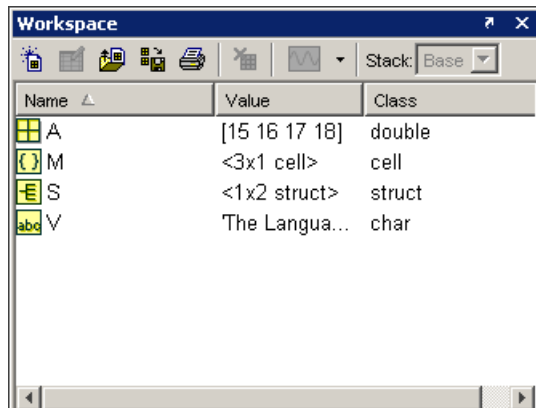 Workspace
Stack: Base
Name Value Class
A [15 16 17 18] double
{ } M <3x1 cell> cell
S <1x2 struct> struct
abc V 'The Langua... char